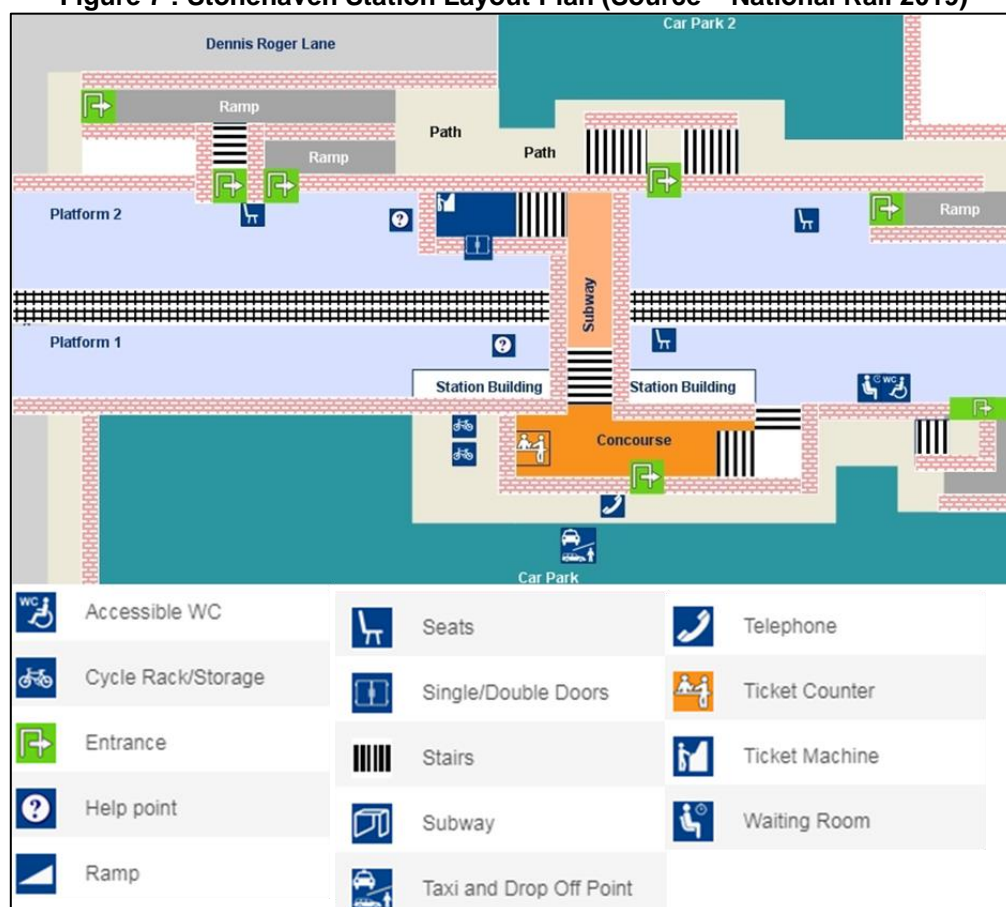 Figure 7 : Stonehaven Station Layout Plan (Source – National Rail 2019)
Car Park 2
Dennis Roger Lane
Ramp
Path
Path
Ramp
Platform 2
Ramp
Subway
Platform 1
Station Building
Station Building
WC
Concourse
Car Park
WC
Accessible WC
Cycle Rack/Storage
Entrance
? Help point
Ramp
Seats
Single/Double Doors
Stairs
Subway
Taxi and Drop Off Point
Telephone
Ticket Counter
Ticket Machine
Waiting Room